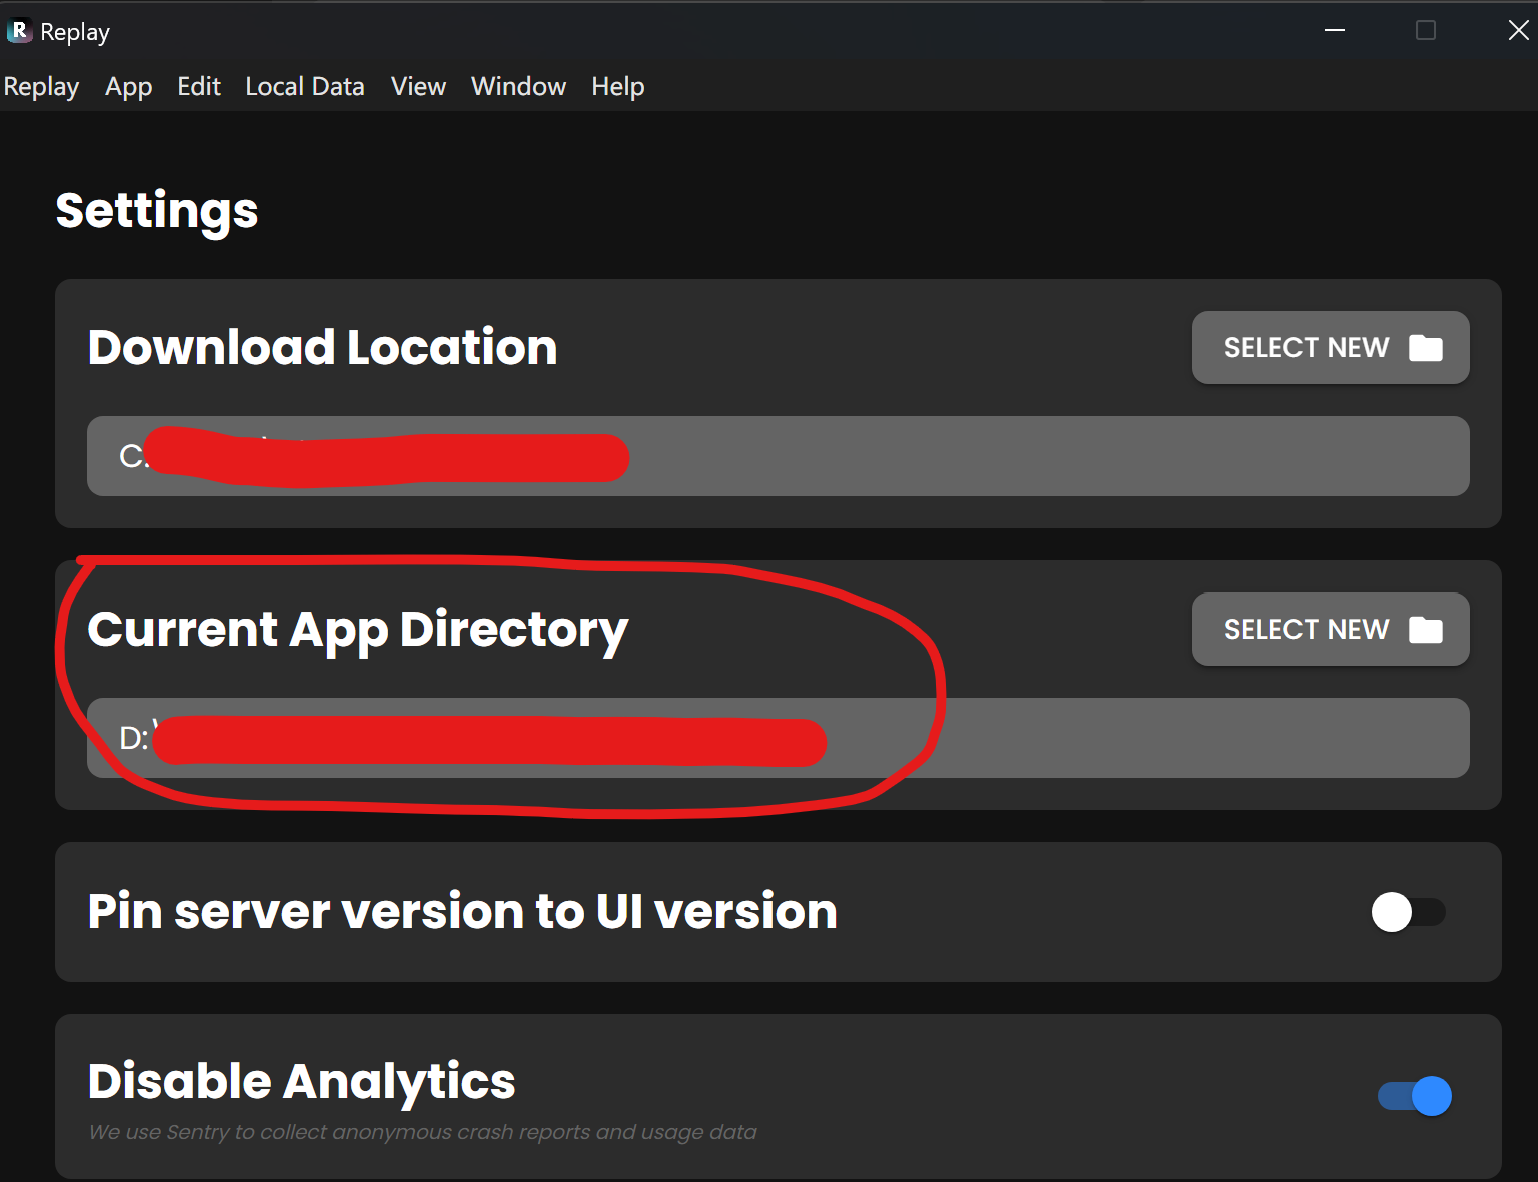 R Replay
Replay App Edit Local Data View Window Help
Settings
Download Location
SELECT NEW
C:
Current App Directory
SELECT NEW
D:\
Pin server version to UI version
Disable Analytics
We use Sentry to collect anonymous crash reports and usage data